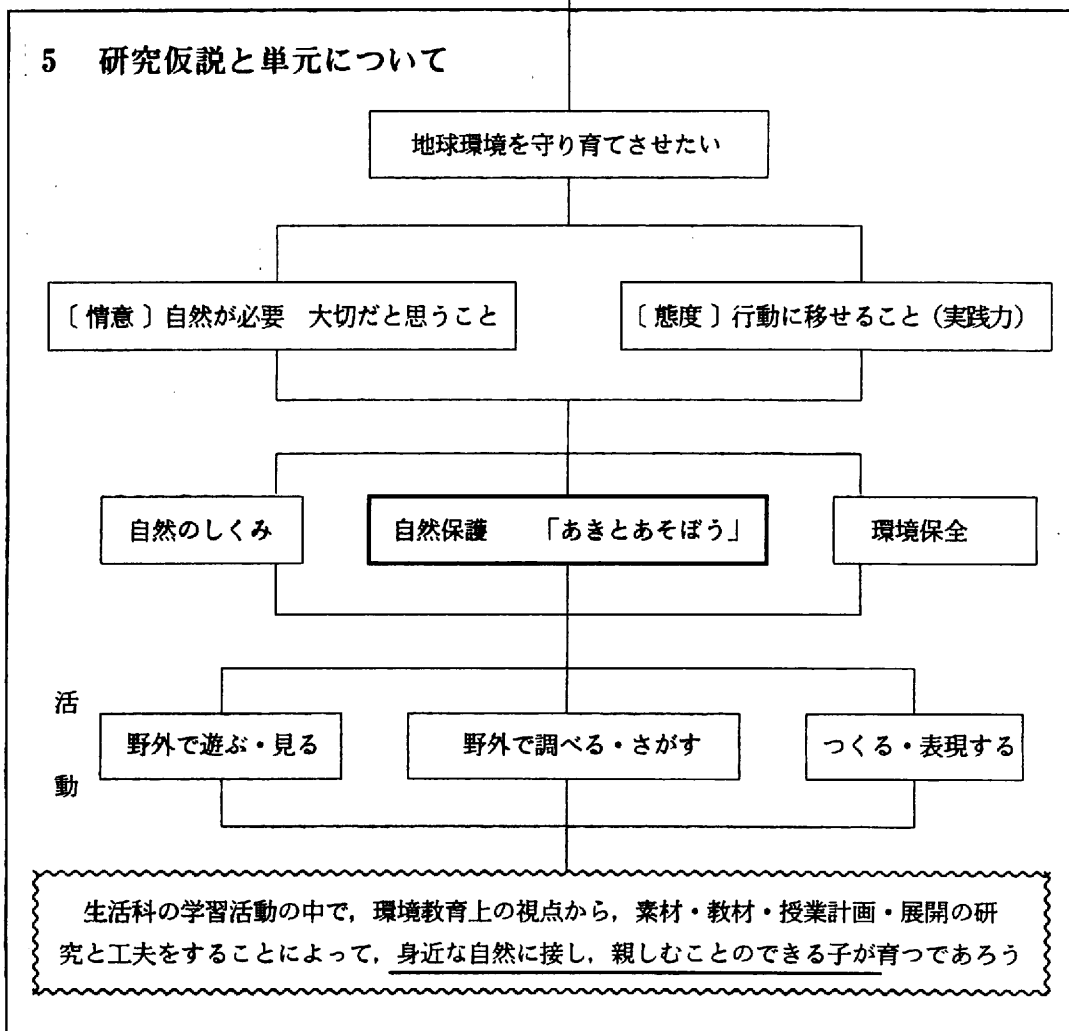 5 研究仮説と単元について
地球環境を守り育てさせたい
〔情意〕自然が必要 大切だと思うこと
〔態度〕行動に移せること(実践力)
自然のしくみ
自然保護 「あきとあそぼう」
環境保全
活動
野外で遊ぶ・見る
野外で調べる・さがす
つくる・表現する
生活科の学習活動の中で,環境教育上の視点から,素材・教材・授業計画・展開の研
究と工夫をすることによって,身近な自然に接し,親しむことのできる子が育つであろう